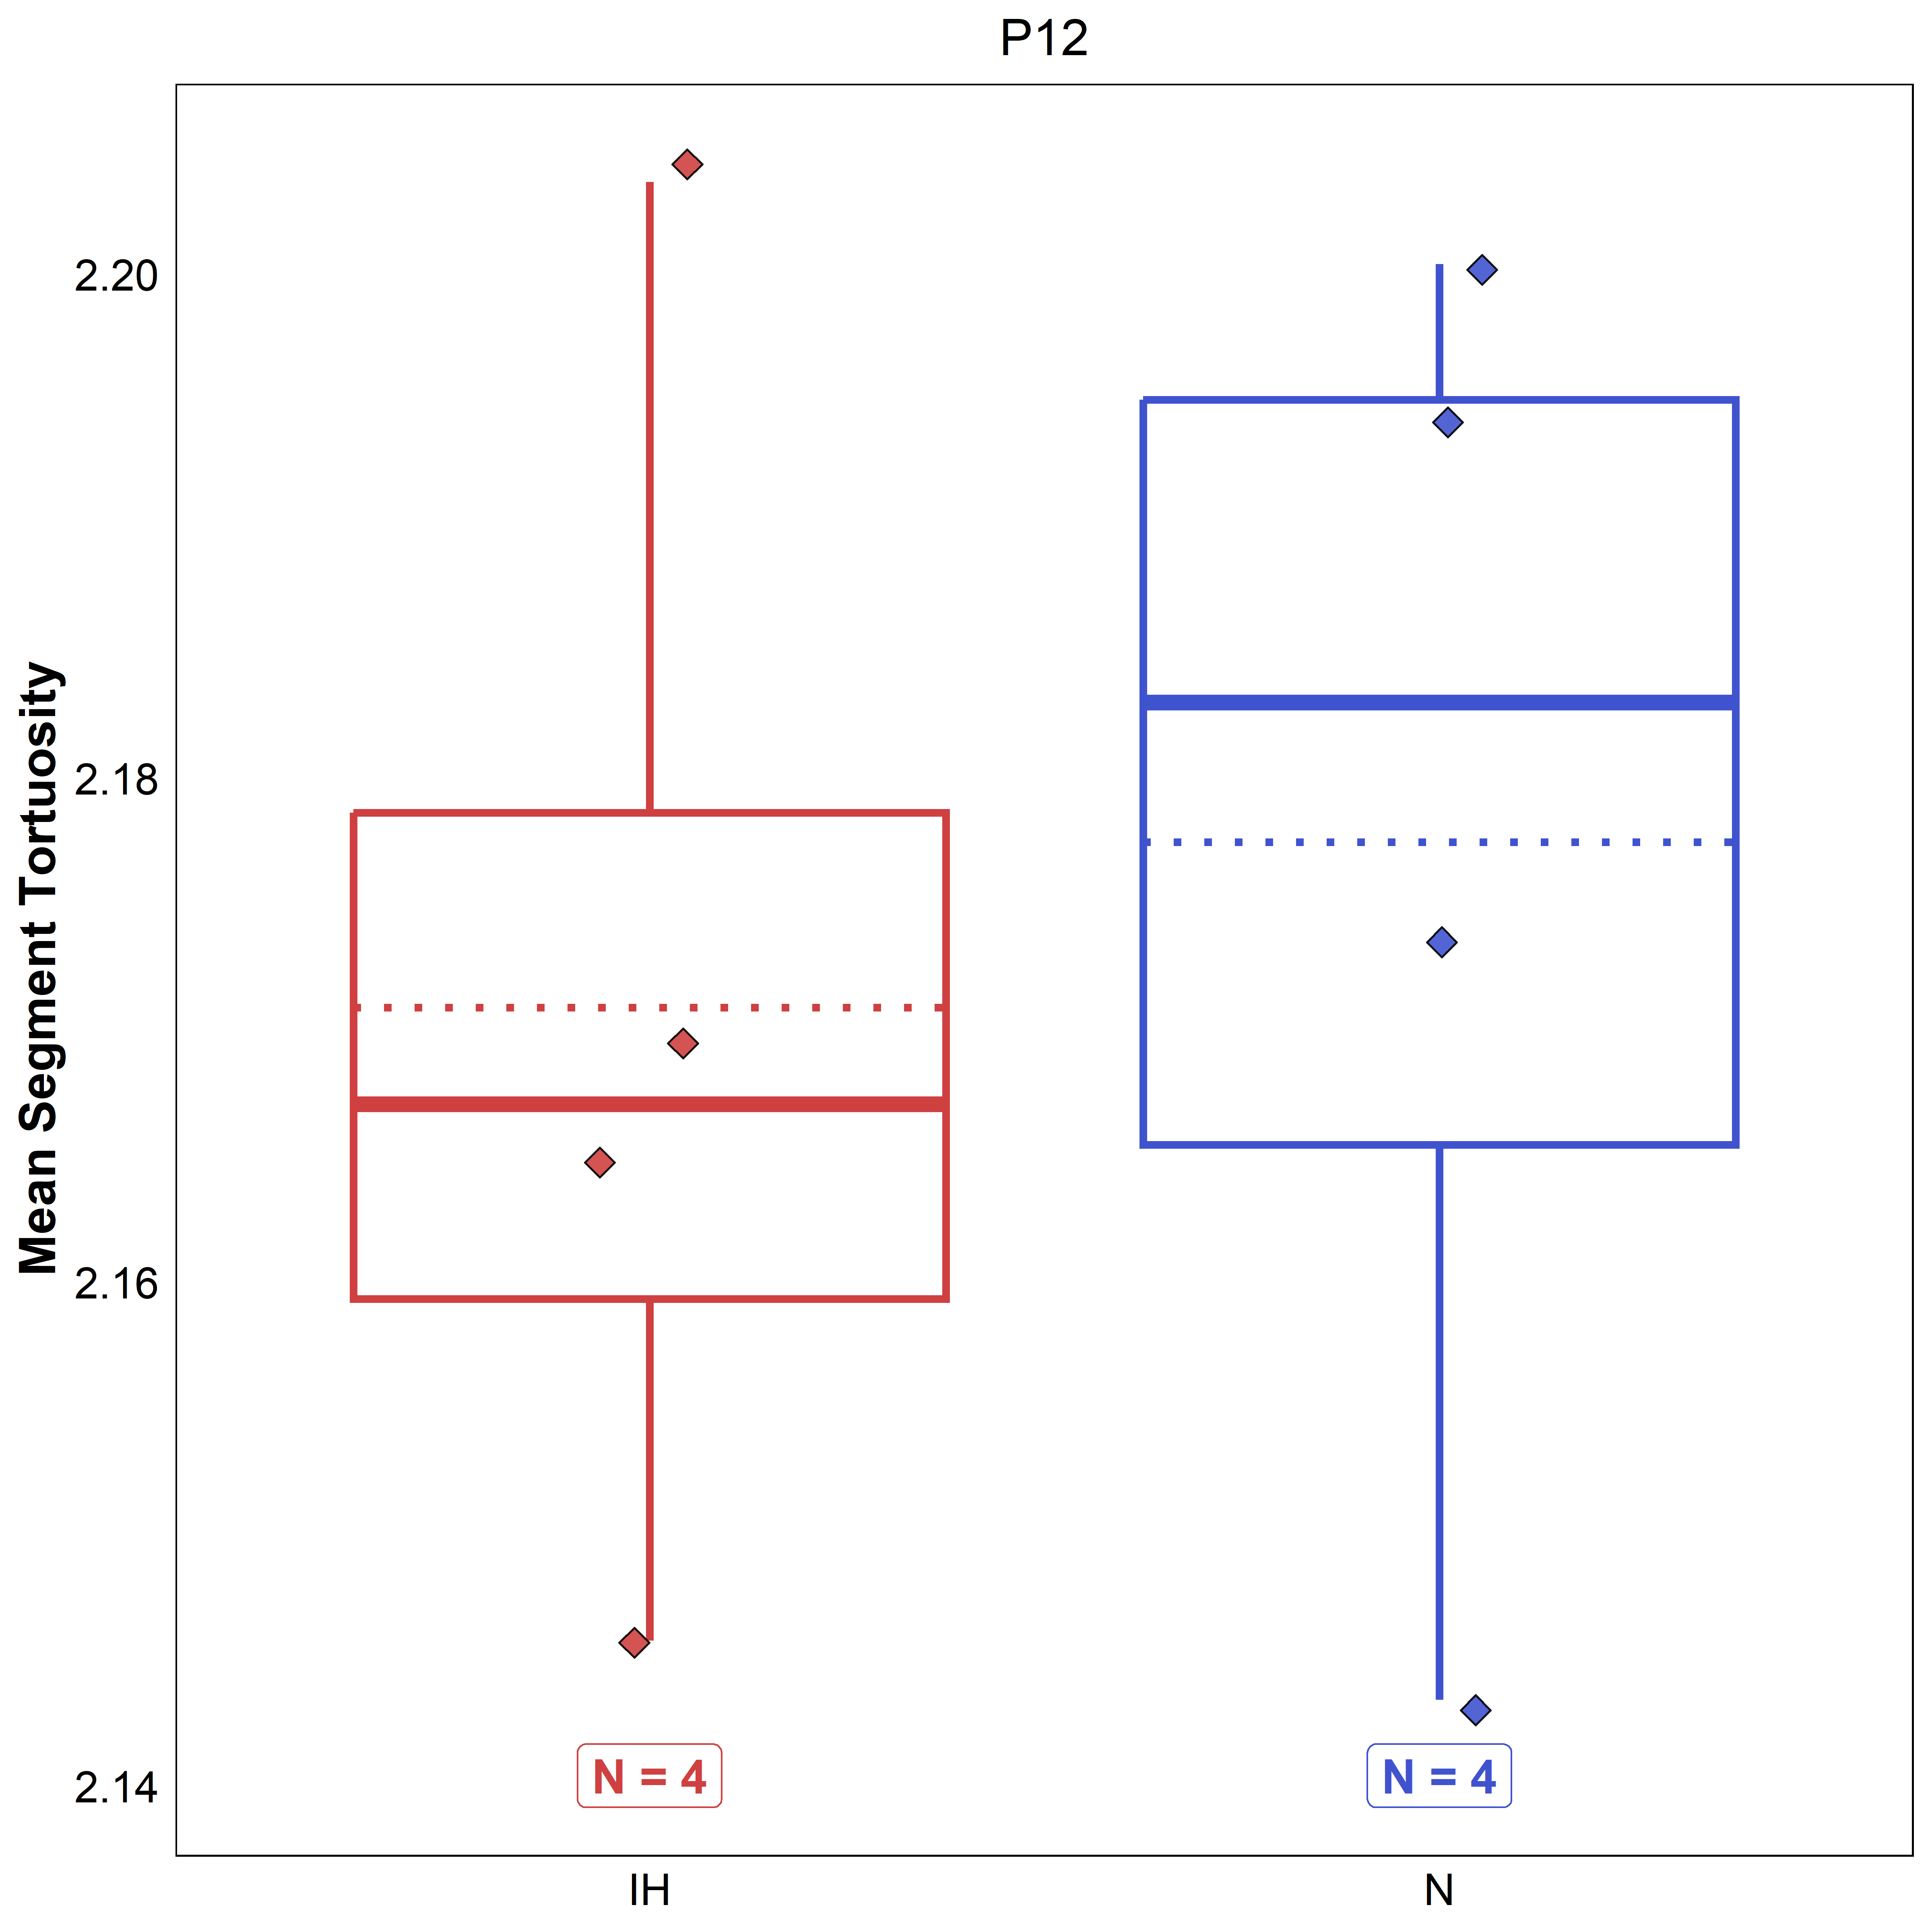 P12
Mean Segment Tortuosity
2.20
2.18
2.16
2.14
N = 4
N = 4
IH
N